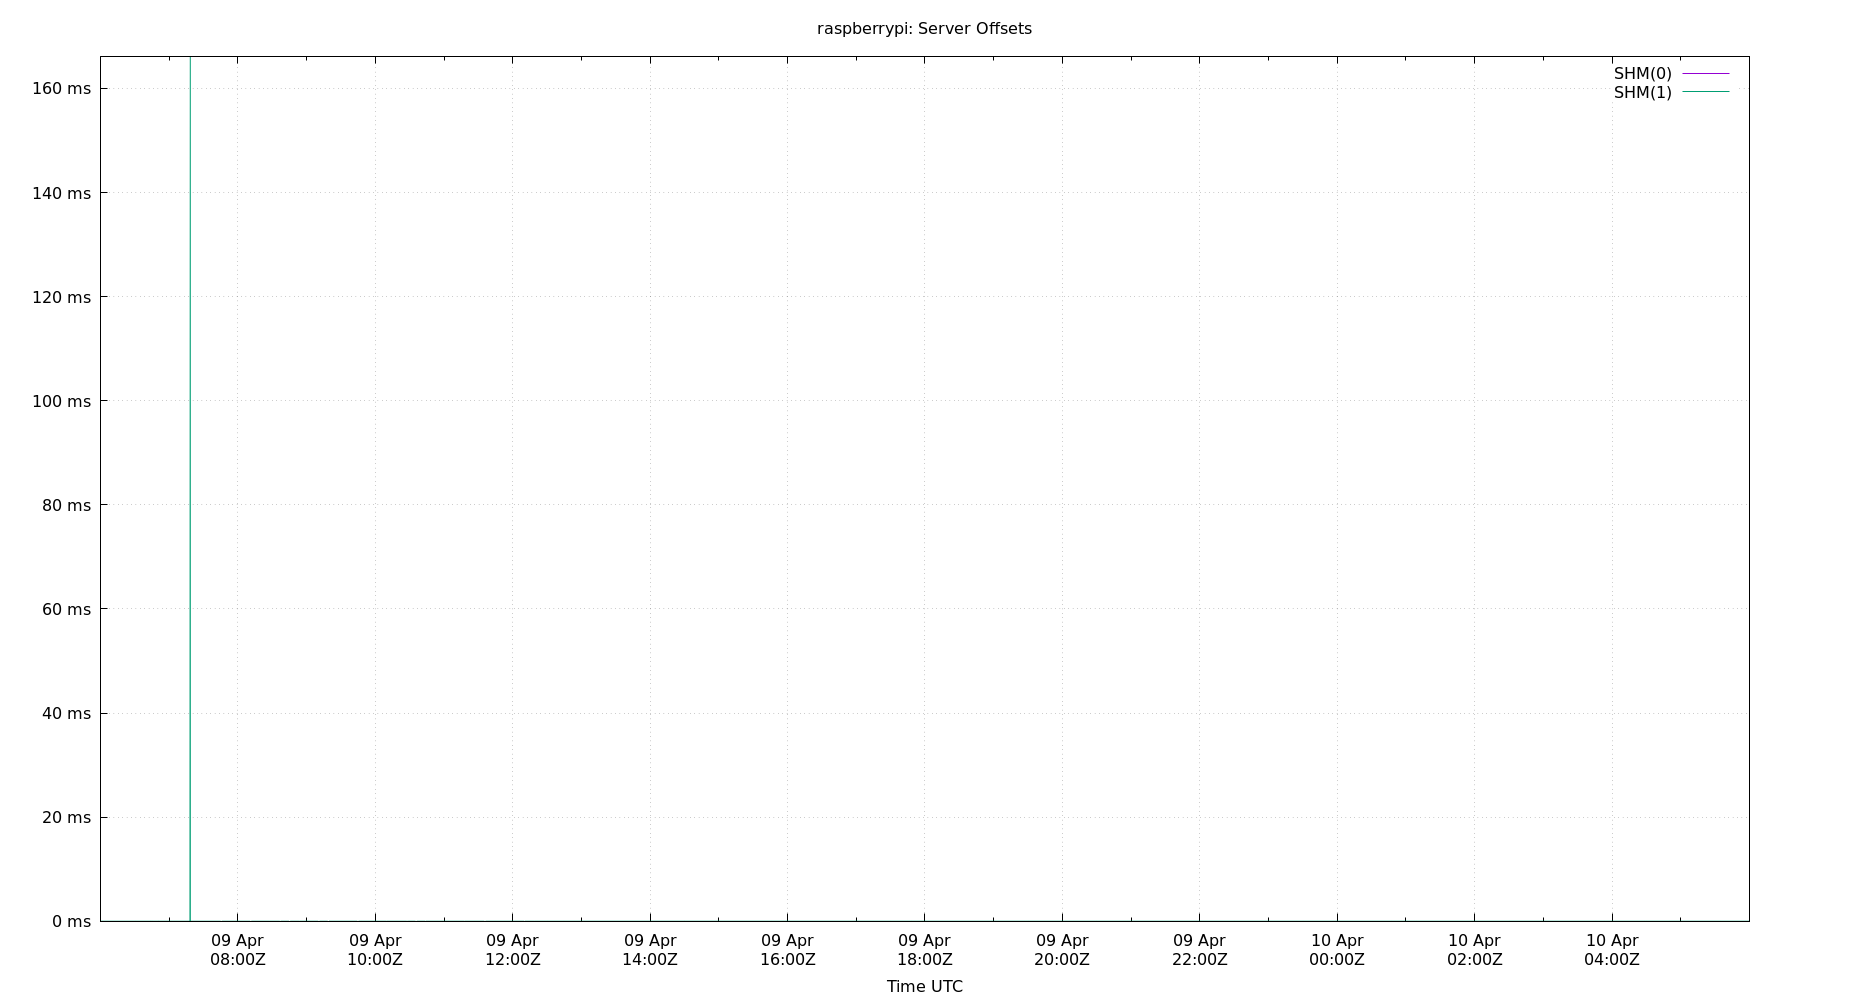 raspberrypi: Server Offsets
SHM(0)
SHM(1)
160 ms
140 ms
120 ms
100 ms
80 ms
60 ms
40 ms
20 ms
0 ms
09 Apr 09 Apr 09 Apr 09 Apr 09 Apr 09 Apr 09 Apr 09 Apr 10 Apr 10 Apr 10 Apr
08:00Z 10:00Z 12:00Z 14:00Z 16:00Z 18:00Z 20:00Z 22:00Z 00:00Z 02:00Z 04:00Z
Time UTC